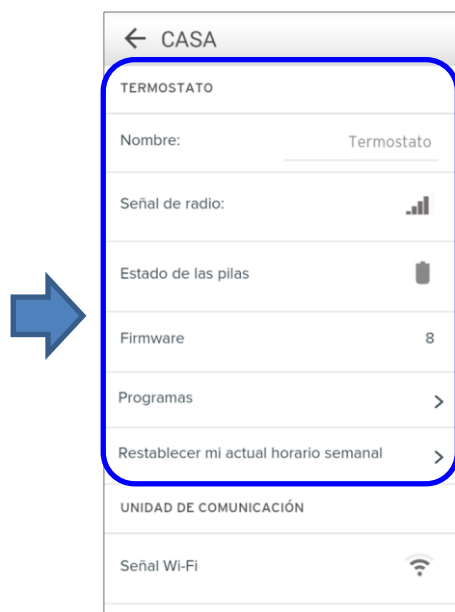 CASA
TERMOSTATO
Nombre: Termostato
Señal de radio:
Estado de las pilas
Firmware 8
Programas
Restablecer mi actual horario semanal
UNIDAD DE COMUNICACIÓN
Señal Wi-Fi